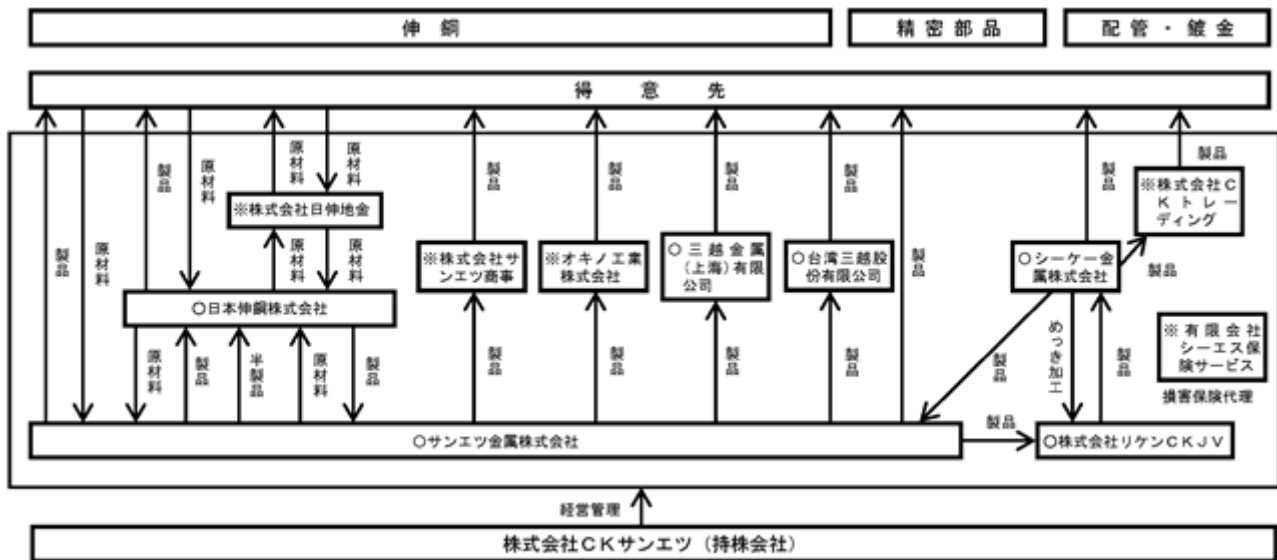 伸銅
精密部品
配管・鍍金
得意先
製品
原材料
製品
原材料
原材料
原材料
製品
製品
製品
製品
製品
製品
製品
※株式会社日伸地金
※株式会社C
Kトレー
ディング
原材料
原材料
※株式会社サ
ンエツ商事
※オキノ工業
株式会社
○三越金属
(上海)有限
公司
○台湾三越股
份有限公司
○シーケー金
属株式会社
製品
○日本伸銅株式会社
原材料
製品
半製品
原材料
製品
製品
製品
製品
製品
製品
めっき加工
製品
※有限会社
シーエス保
険サービス
損害保険代理
○サンエツ金属株式会社
製品
○株式会社リケンCKJV
経営管理
株式会社CKサンエツ(持株会社)